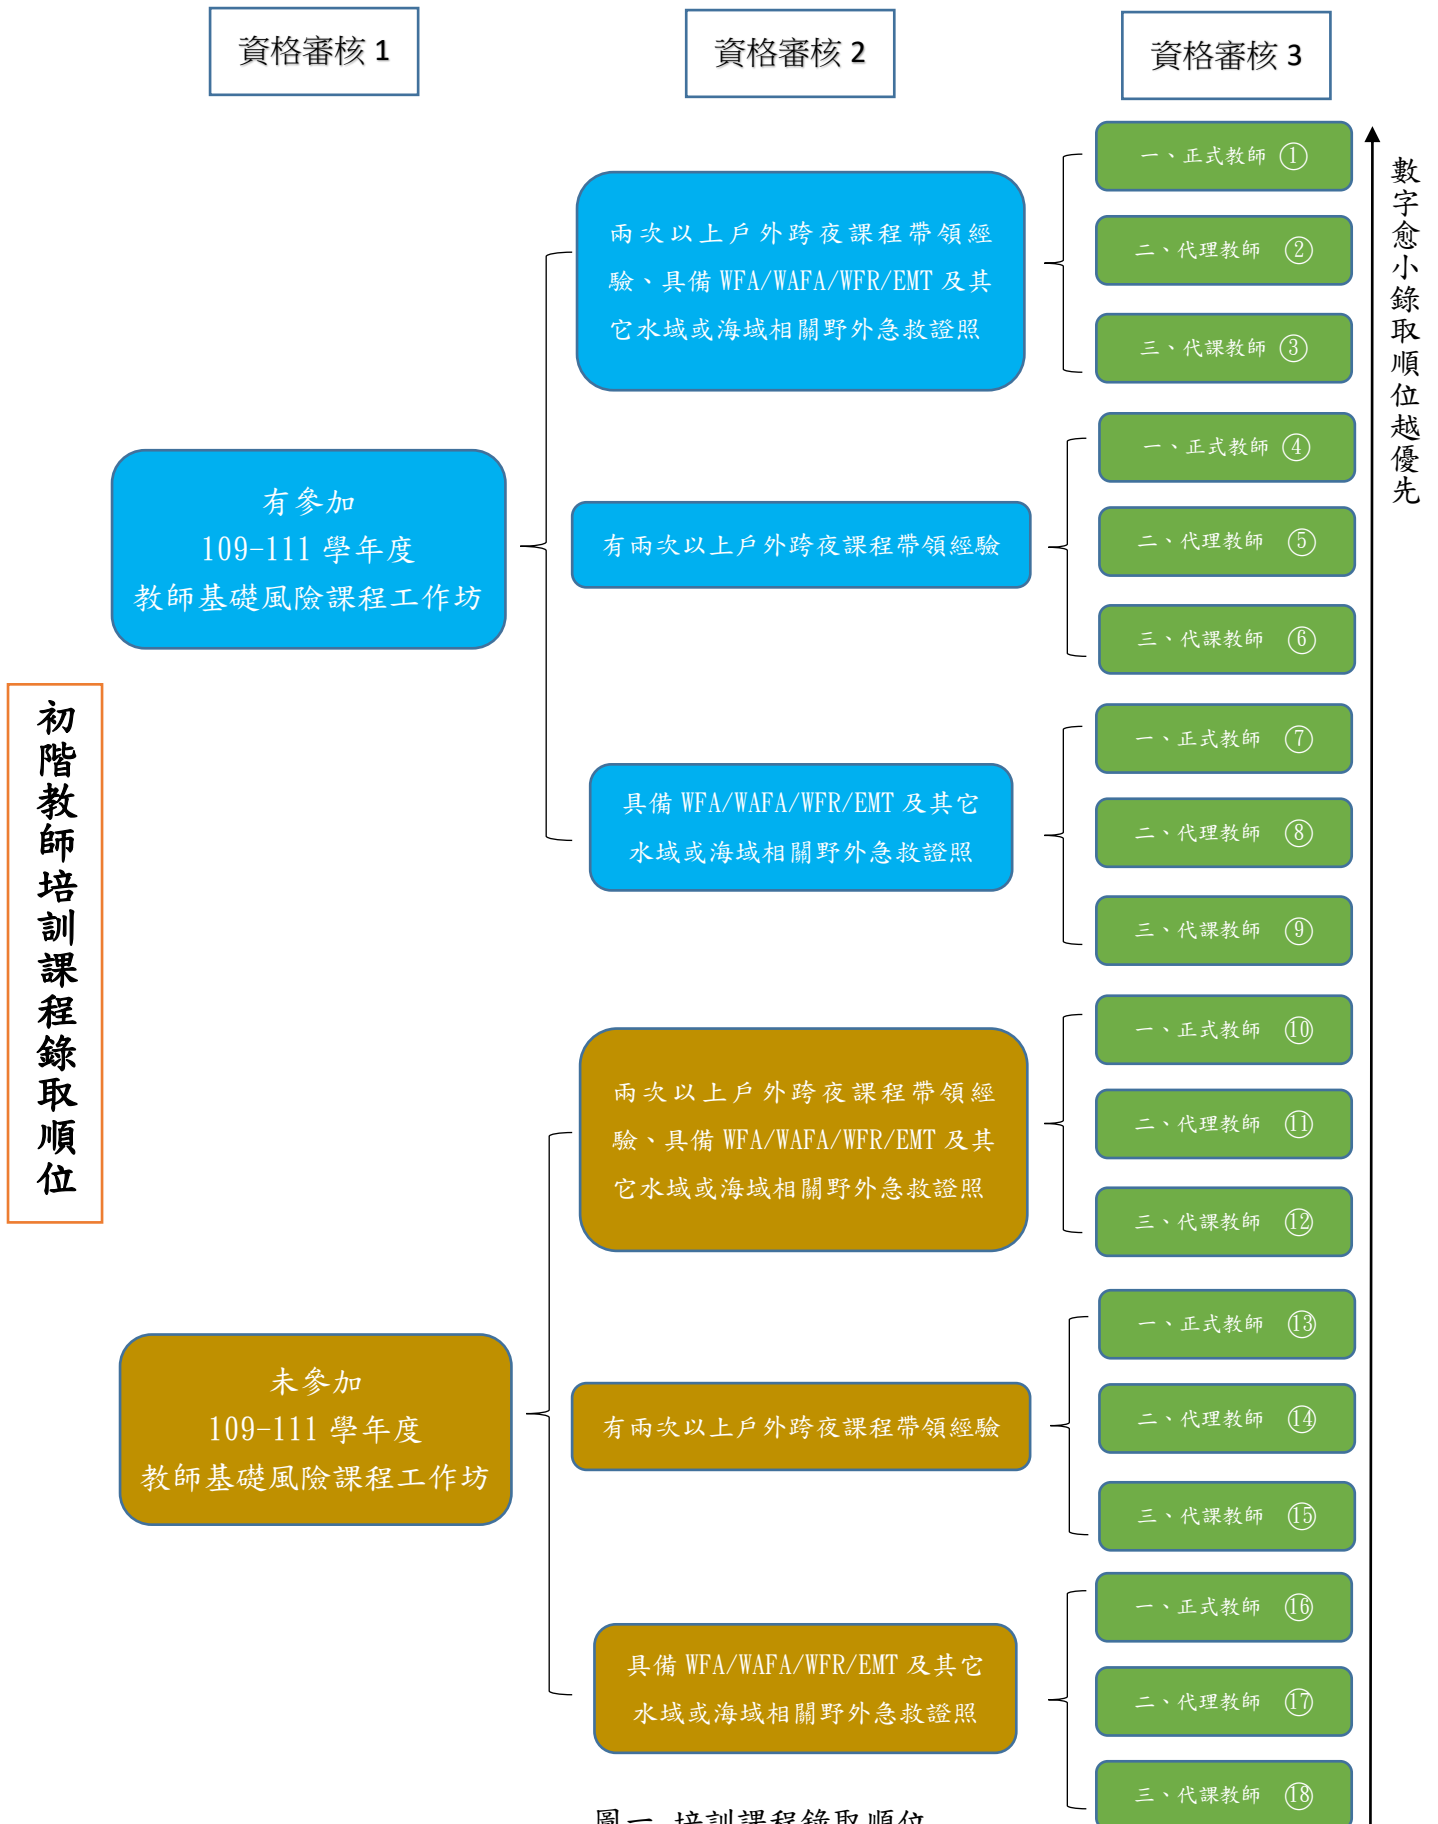 資格審核 1
資格審核 2
資格審核 3
數字愈小錄取順位越優先
初階教師培訓課程錄取順位
有參加
109-111 學年度
教師基礎風險課程工作坊
兩次以上戶外跨夜課程帶領經
驗、具備 WFA/WAFA/WFR/EMT 及其
它水域或海域相關野外急救證照
一、正式教師 ①
二、代理教師 ②
三、代課教師 ③
有兩次以上戶外跨夜課程帶領經驗
一、正式教師 ④
二、代理教師 ⑤
三、代課教師 ⑥
具備 WFA/WAFA/WFR/EMT 及其它
水域或海域相關野外急救證照
一、正式教師 ⑦
二、代理教師 ⑧
三、代課教師 ⑨
未參加
109-111 學年度
教師基礎風險課程工作坊
兩次以上戶外跨夜課程帶領經
驗、具備 WFA/WAFA/WFR/EMT 及其
它水域或海域相關野外急救證照
一、正式教師 ⑩
二、代理教師 ⑪
三、代課教師 ⑫
有兩次以上戶外跨夜課程帶領經驗
一、正式教師 ⑬
二、代理教師 ⑭
三、代課教師 ⑮
具備 WFA/WAFA/WFR/EMT 及其它
水域或海域相關野外急救證照
一、正式教師 ⑯
二、代理教師 ⑰
三、代課教師 ⑱
圖一 培訓課程錄取順位